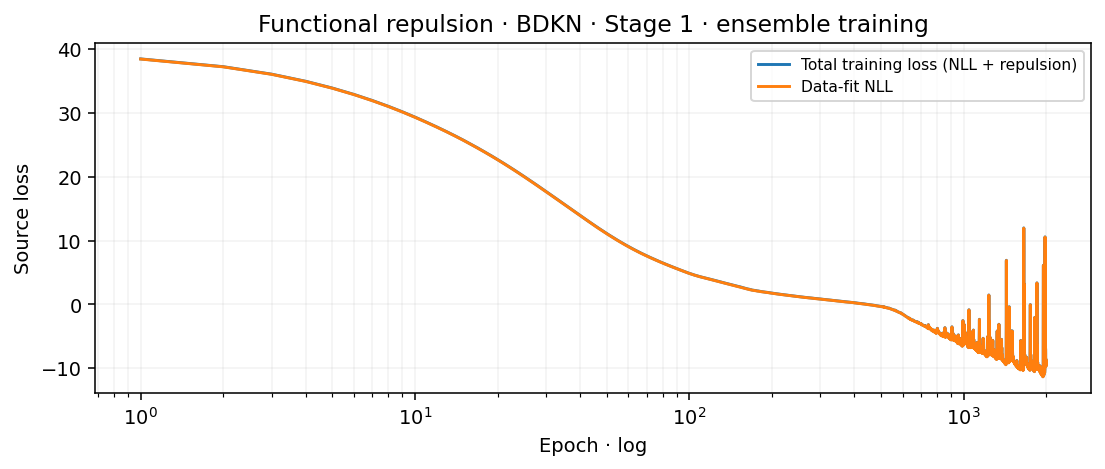 Functional repulsion · BDKN · Stage 1 · ensemble training
Total training loss (NLL + repulsion)
Data-fit NLL
Source loss
40
30
20
10
0
−10
10⁰ 10¹ 10² 10³
Epoch · log